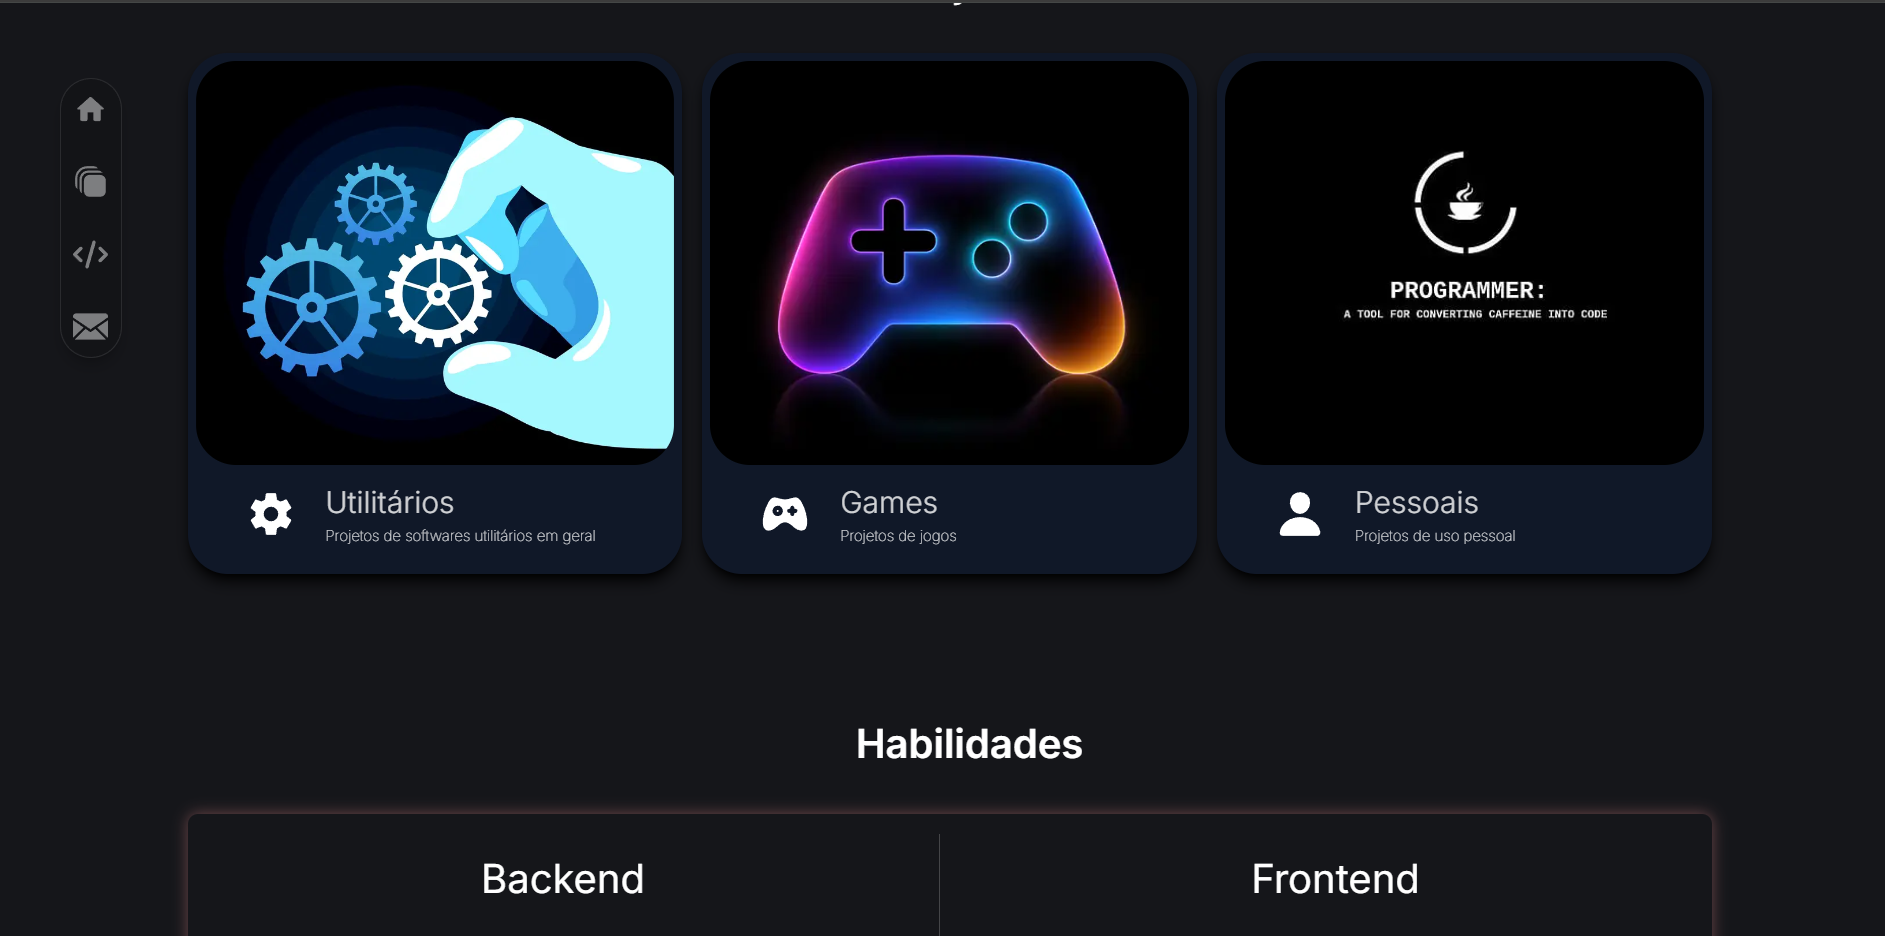 PROGRAMMER:
A TOOL FOR CONVERTING CAFFEINE INTO CODE
Utilitários
Projetos de softwares utilitários em geral
Games
Projetos de jogos
Pessoais
Projetos de uso pessoal
Habilidades
Backend
Frontend